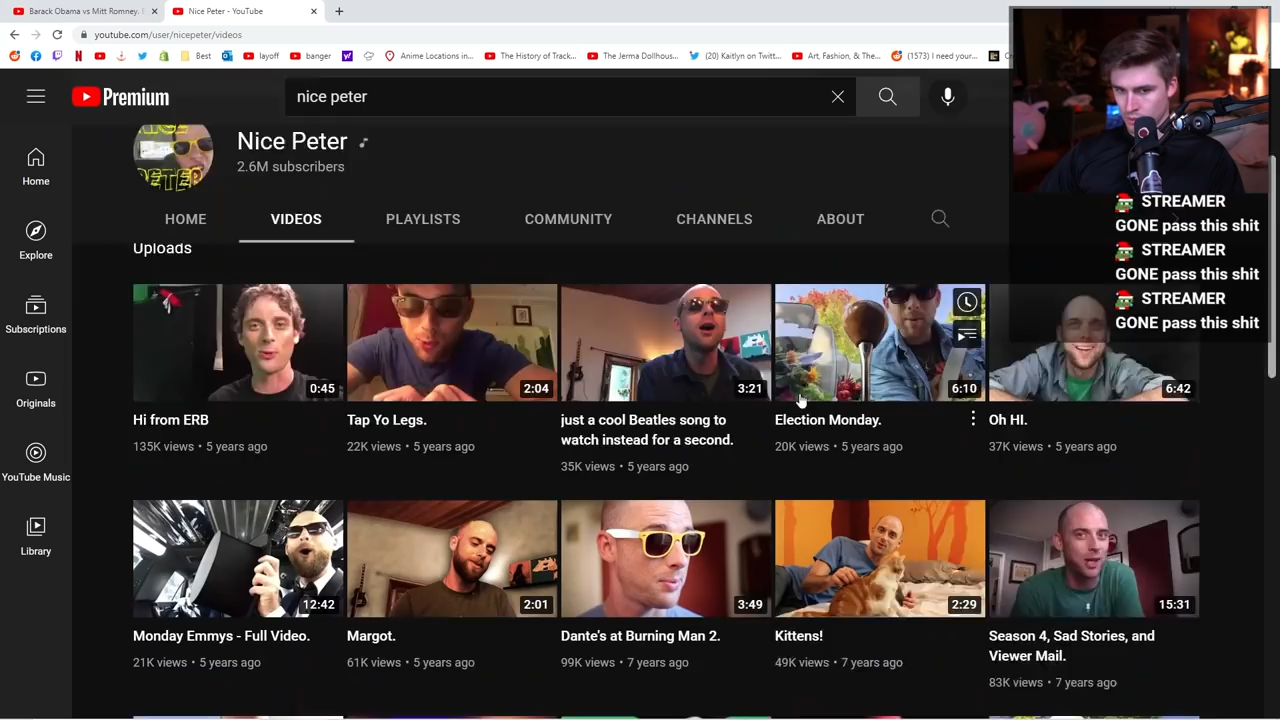 Barack Obama vs Mitt Romney.
Nice Peter - YouTube
youtube.com/user/nicepeter/videos
Best
layoff
banger
Anime Locations in...
The History of Track...
The Jerma Dollhous...
(20) Kaitlyn on Twitt...
Art, Fashion, & The...
(1573) I need your...
Premium
nice peter
NICE
PETER
Nice Peter
2.6M subscribers
HOME
VIDEOS
PLAYLISTS
COMMUNITY
CHANNELS
ABOUT
Home
Explore
Subscriptions
Originals
YouTube Music
Library
STREAMER
GONE pass this shit
STREAMER
GONE pass this shit
STREAMER
GONE pass this shit
Uploads
0:45
2:04
3:21
6:10
6:42
Hi from ERB
135K views • 5 years ago
Tap Yo Legs.
22K views • 5 years ago
just a cool Beatles song to
watch instead for a second.
35K views • 5 years ago
Election Monday.
20K views • 5 years ago
Oh HI.
37K views • 5 years ago
12:42
2:01
3:49
2:29
15:31
Monday Emmys - Full Video.
21K views • 5 years ago
Margot.
61K views • 5 years ago
Dante's at Burning Man 2.
99K views • 7 years ago
Kittens!
49K views • 7 years ago
Season 4, Sad Stories, and
Viewer Mail.
83K views • 7 years ago